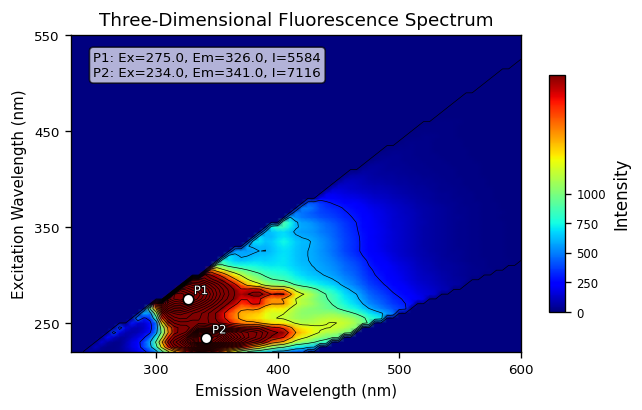 Three-Dimensional Fluorescence Spectrum
P1: Ex=275.0, Em=326.0, I=5584
P2: Ex=234.0, Em=341.0, I=7116
P1
P2
550
450
350
250
Excitation Wavelength (nm)
300
400
500
600
Emission Wavelength (nm)
1000
750
500
250
0
Intensity